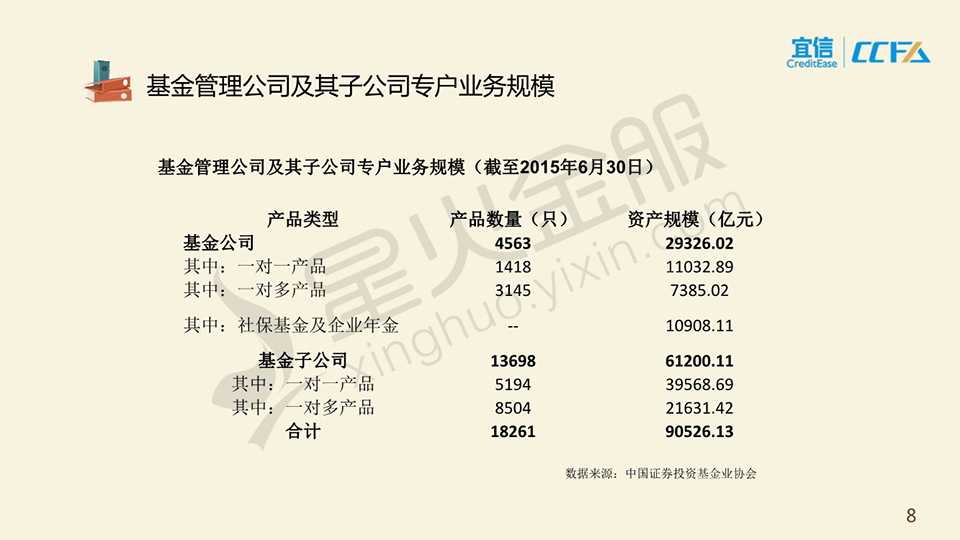 宜信
CreditEase
CCFA
基金管理公司及其子公司专户业务规模
基金管理公司及其子公司专户业务规模（截至2015年6月30日）
产品类型 产品数量（只） 资产规模（亿元）
基金公司 4563 29326.02
其中：一对一产品 1418 11032.89
其中：一对多产品 3145 7385.02
其中：社保基金及企业年金 -- 10908.11
基金子公司 13698 61200.11
其中：一对一产品 5194 39568.69
其中：一对多产品 8504 21631.42
合计 18261 90526.13
数据来源：中国证券投资基金业协会
8
星火金服
xinghuo.yixin.com